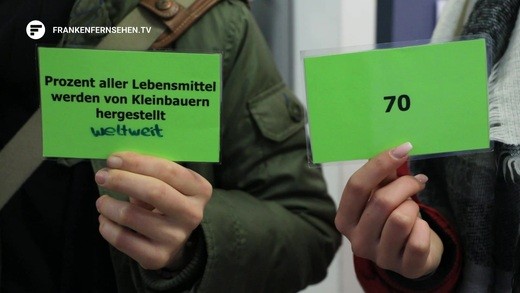 FRANKENFERNSEHEN.TV
Prozent aller Lebensmittel
werden von Kleinbauern
hergestellt
weltweit
70